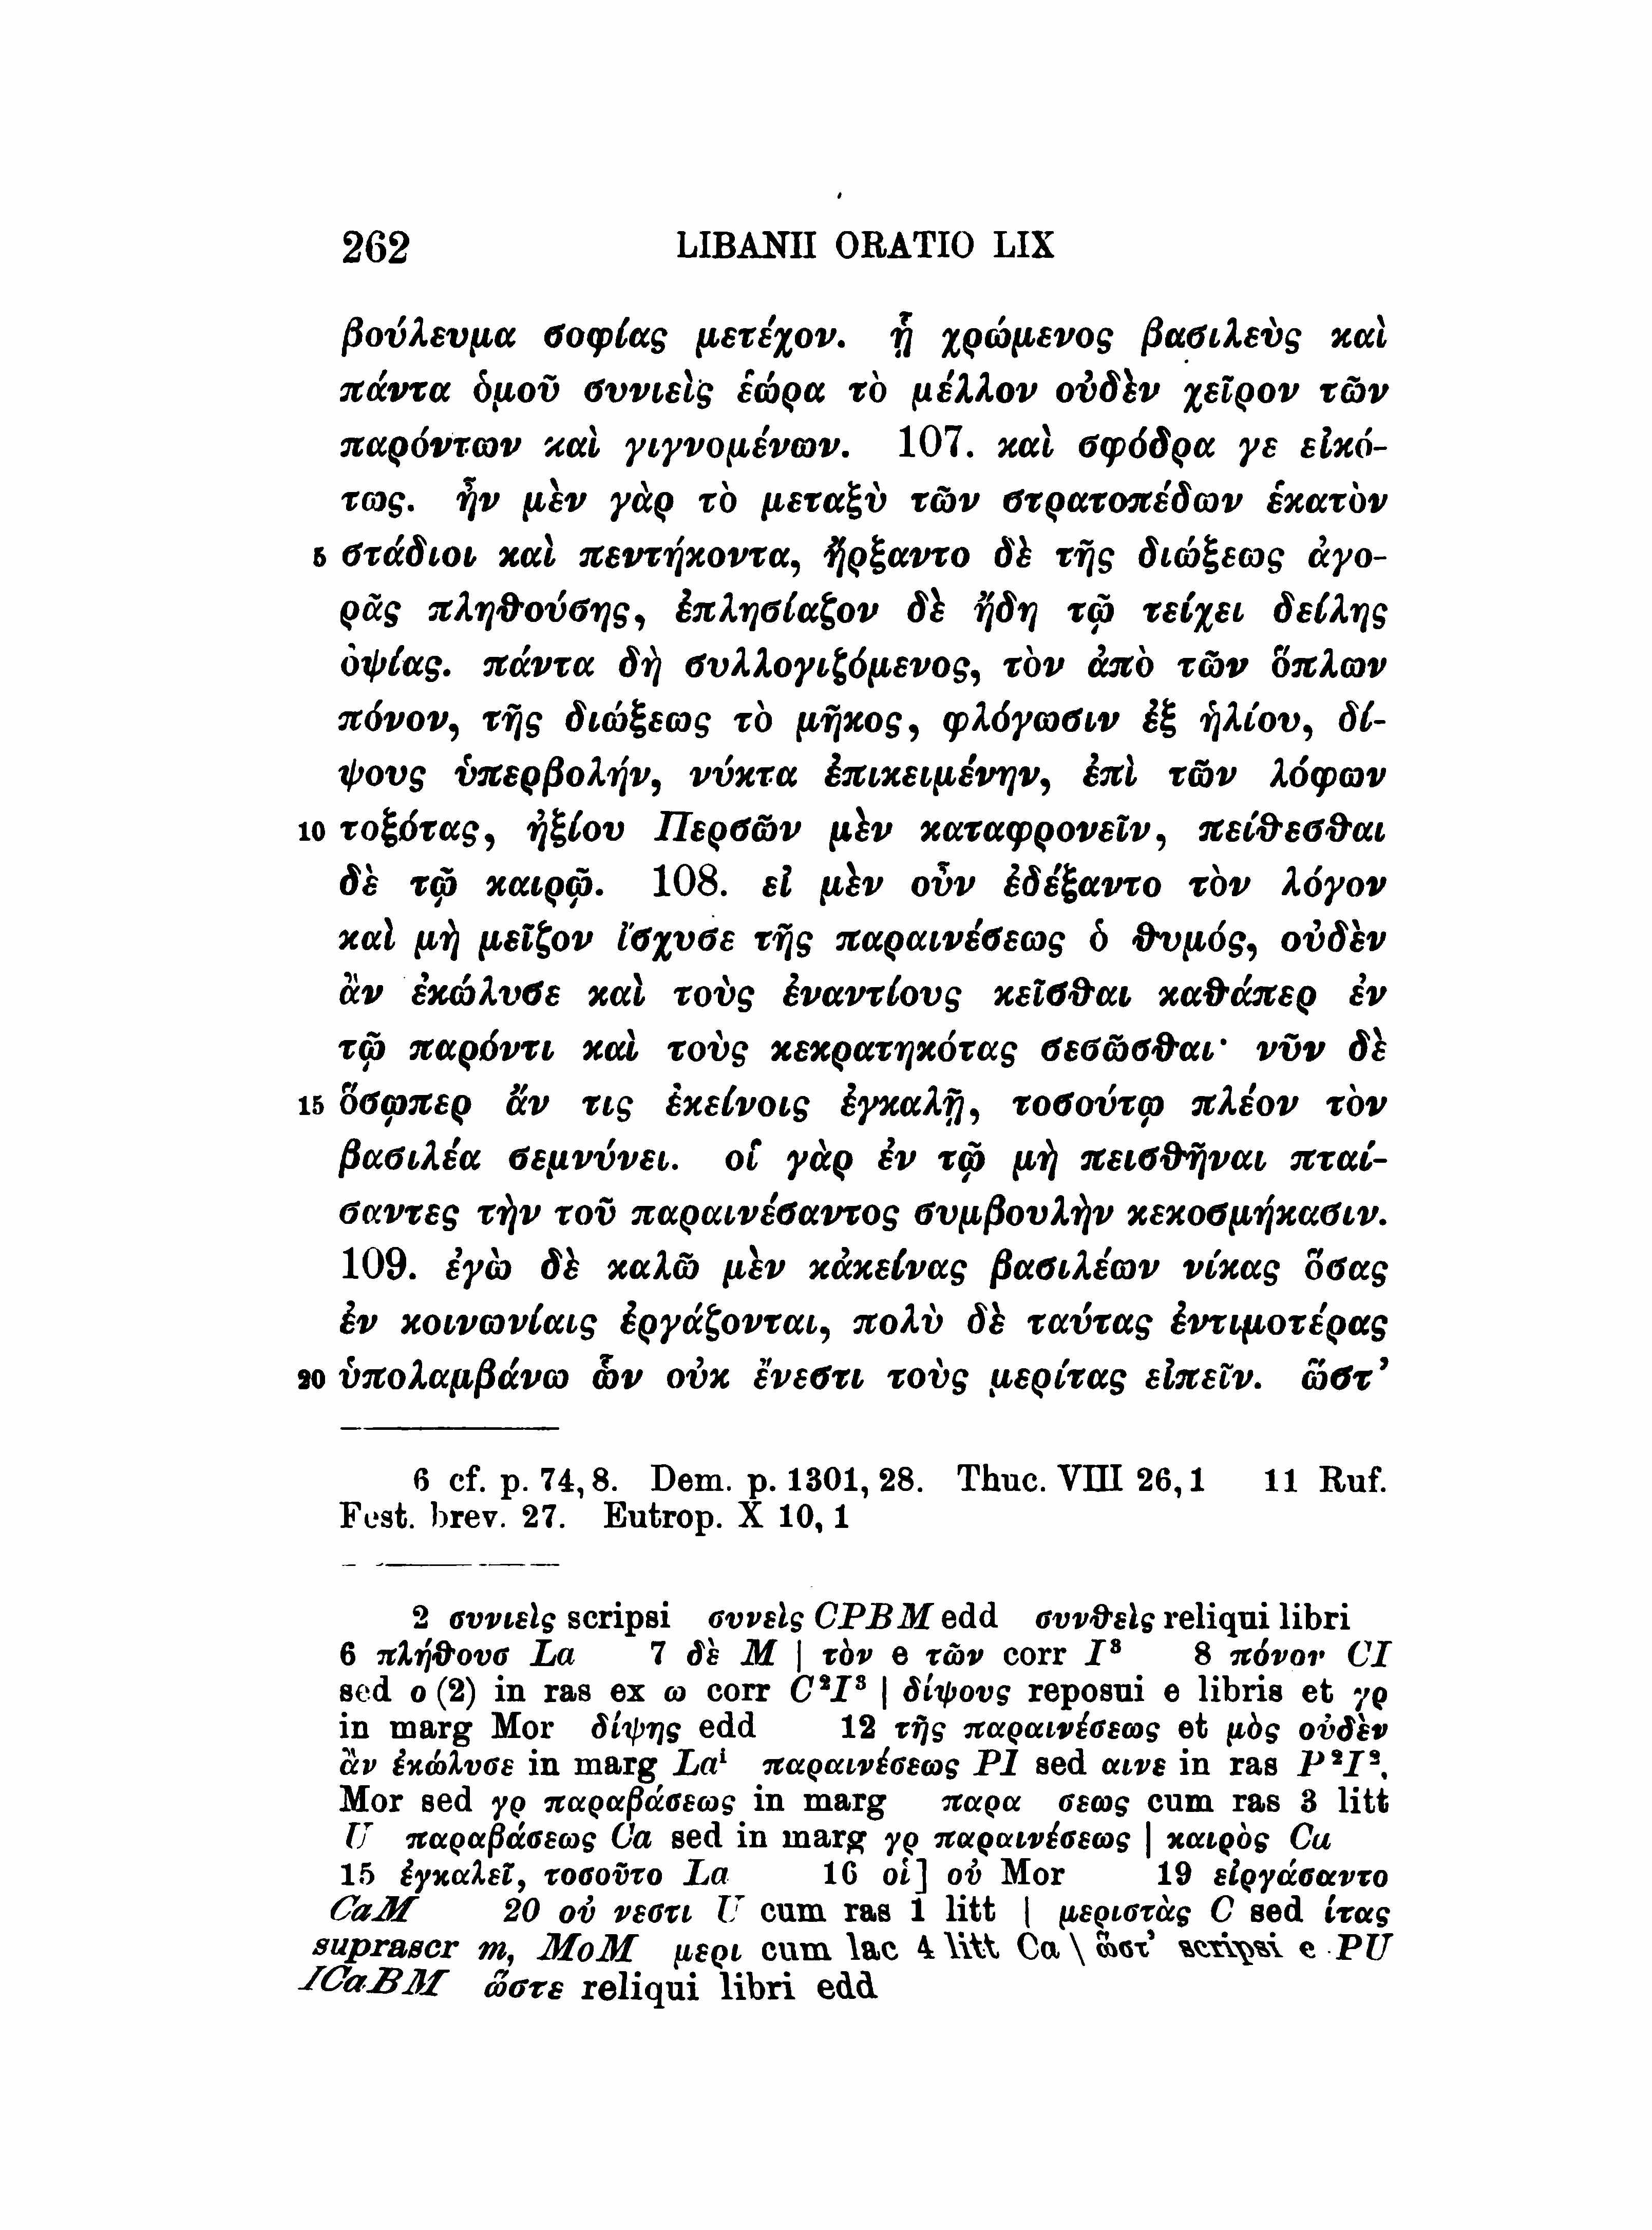 262 LIBANII ORATIO LIX
βούλευμα σοφίας μετέχον. ᾗ χρώμενος βασιλεὺς καὶ
πάντα ὁμοῦ συνιεὶς ἑώρα τὸ μέλλον οὐδὲν χεῖρον τῶν
παρόντων καὶ γιγνομένων. 107. καὶ σφόδρα γε εἰκό-
τως. ἦν μὲν γὰρ τὸ μεταξὺ τῶν στρατοπέδων ἑκατὸν
5 στάδιοι καὶ πεντήκοντα, ἤρξαντο δὲ τῆς διώξεως ἀγο-
ρᾶς πληθούσης, ἐπλησίαζον δὲ ἤδη τῷ τείχει δείλης
ὀψίας. πάντα δὴ συλλογιζόμενος, τὸν ἀπὸ τῶν ὅπλων
πόνον, τῆς διώξεως τὸ μῆκος, φλόγωσιν ἐξ ἡλίου, δί-
ψους ὑπερβολήν, νύκτα ἐπικειμένην, ἐπὶ τῶν λόφων
10 τοξότας, ἠξίου Περσῶν μὲν καταφρονεῖν, πείθεσθαι
δὲ τῷ καιρῷ. 108. εἰ μὲν οὖν ἐδέξαντο τὸν λόγον
καὶ μὴ μεῖζον ἴσχυσε τῆς παραινέσεως ὁ θυμός, οὐδὲν
ἂν ἐκώλυσε καὶ τοὺς ἐναντίους κεῖσθαι καθάπερ ἐν
τῷ παρόντι καὶ τοὺς κεκρατηκότας σεσῶσθαι· νῦν δὲ
15 ὅσῳπερ ἄν τις ἐκείνοις ἐγκαλῇ, τοσούτῳ πλέον τὸν
βασιλέα σεμνύνει. οἱ γὰρ ἐν τῷ μὴ πεισθῆναι πταί-
σαντες τὴν τοῦ παραινέσαντος συμβουλὴν κεκοσμήκασιν.
109. ἐγὼ δὲ καλῶ μὲν κἀκείνας βασιλέων νίκας ὅσας
ἐν κοινωνίαις ἐργάζονται, πολὺ δὲ ταύτας ἐντιμοτέρας
20 ὑπολαμβάνω ὧν οὐκ ἔνεστι τοὺς μερίτας εἰπεῖν. ὥστ’
6 cf. p. 74, 8. Dem. p. 1301, 28. Thuc. VIII 26, 1 11 Ruf.
Fest. brev. 27. Eutrop. X 10, 1
2 συνιεὶς scripsi συνεὶς CPBM edd συνθεὶς reliqui libri
6 πλήθουσ La 7 δὲ M | τὸν e τῶν corr I³ 8 πόνον CI
sed ο (2) in ras ex ω corr C²I³ | δίψους reposui e libris et γρ
in marg Mor δίψης edd 12 τῆς παραινέσεως et μὸς οὐδὲν
ἂν ἐκώλυσε in marg La¹ παραινέσεως PI sed αινε in ras P²I²,
Mor sed γρ παραβάσεως in marg παρα σεως cum ras 3 litt
U παραβάσεως Ca sed in marg γρ παραινέσεως | καιρὸς Ca
15 ἐγκαλεῖ, τοσοῦτο La 16 οἱ] οὐ Mor 19 εἰργάσαντο
CaM 20 οὐ νεστι U cum ras 1 litt | μεριστὰς C sed ίτας
suprascr m, MoM μερι cum lac 4 litt Ca \ ὥστ’ scripsi e PU
ICaBM ὥστε reliqui libri edd